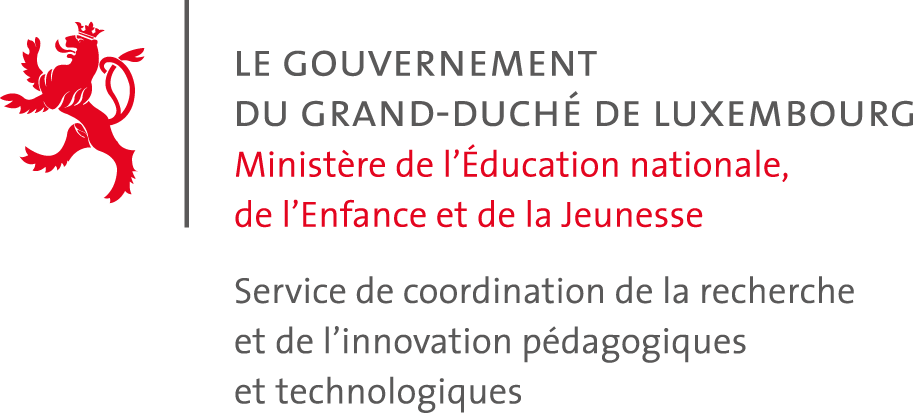 LE GOUVERNEMENT
DU GRAND-DUCHÉ DE LUXEMBOURG
Ministère de l’Éducation nationale,
de l’Enfance et de la Jeunesse
Service de coordination de la recherche
et de l’innovation pédagogiques
et technologiques